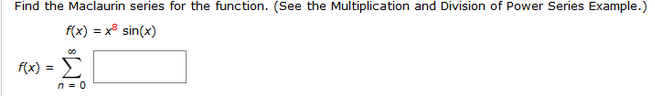 Find the Maclaurin series for the function. (See the Multiplication and Division of Power Series Example.)
f(x) = x⁸ sin(x)
∞
f(x) = Σ
n = 0